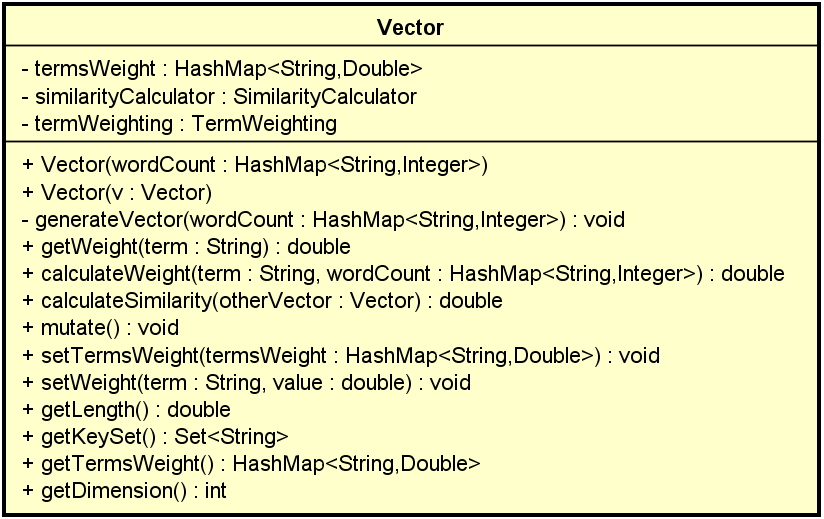 Vector
- termsWeight : HashMap<String,Double>
- similarityCalculator : SimilarityCalculator
- termWeighting : TermWeighting
+ Vector(wordCount : HashMap<String,Integer>)
+ Vector(v : Vector)
- generateVector(wordCount : HashMap<String,Integer>) : void
+ getWeight(term : String) : double
+ calculateWeight(term : String, wordCount : HashMap<String,Integer>) : double
+ calculateSimilarity(otherVector : Vector) : double
+ mutate() : void
+ setTermsWeight(termsWeight : HashMap<String,Double>) : void
+ setWeight(term : String, value : double) : void
+ getLength() : double
+ getKeySet() : Set<String>
+ getTermsWeight() : HashMap<String,Double>
+ getDimension() : int